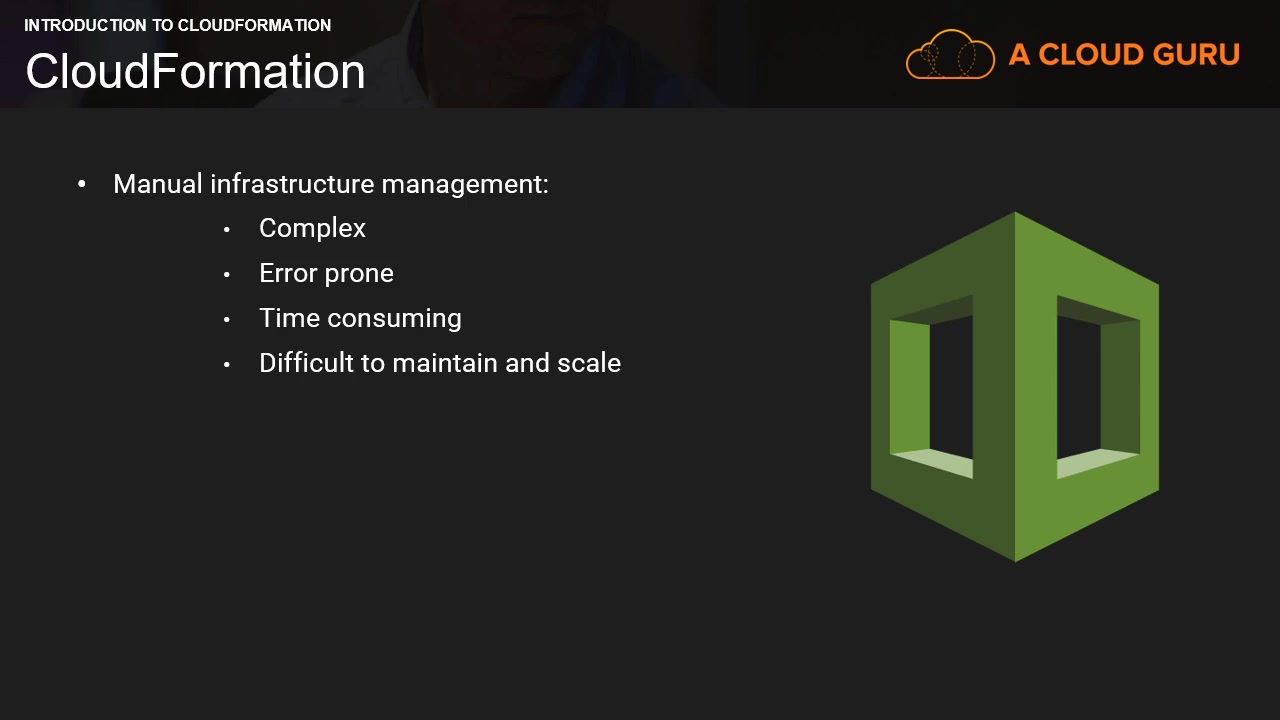 INTRODUCTION TO CLOUDFORMATION
CloudFormation
A CLOUD GURU
• Manual infrastructure management:
• Complex
• Error prone
• Time consuming
• Difficult to maintain and scale